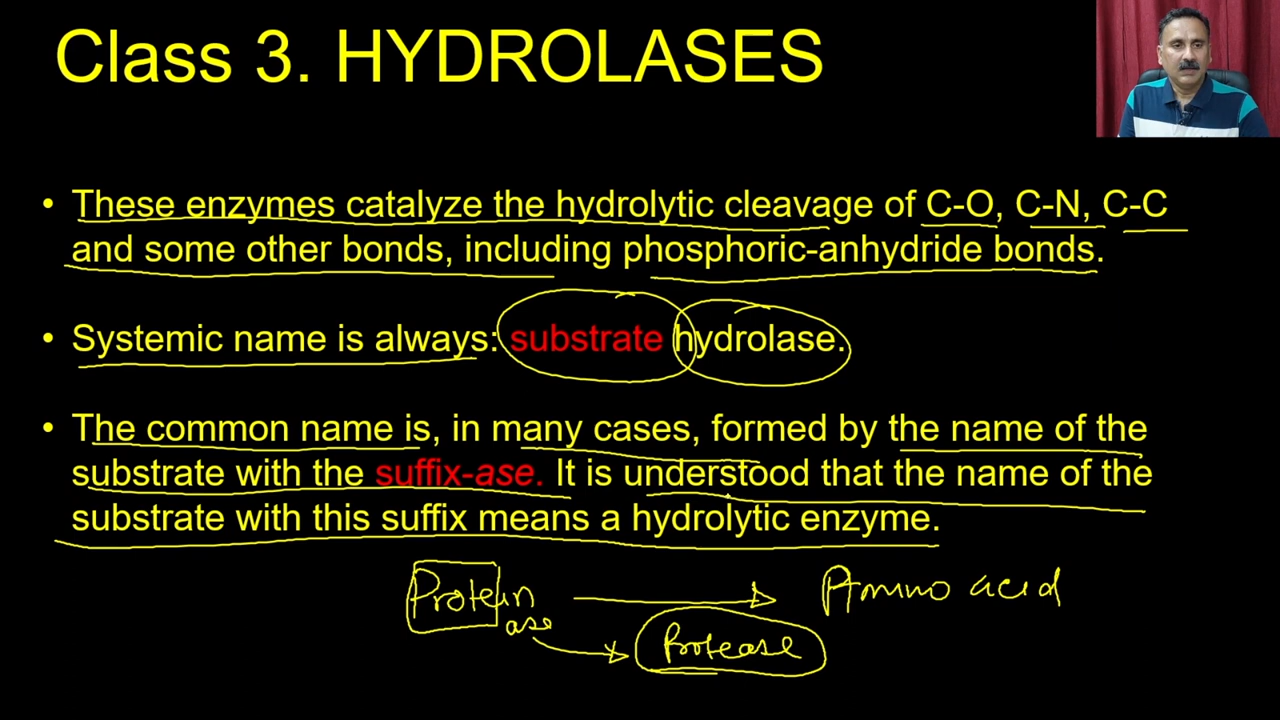 Class 3. HYDROLASES
• These enzymes catalyze the hydrolytic cleavage of C-O, C-N, C-C
and some other bonds, including phosphoric-anhydride bonds.
• Systemic name is always: substrate hydrolase.
• The common name is, in many cases, formed by the name of the
substrate with the suffix-ase. It is understood that the name of the
substrate with this suffix means a hydrolytic enzyme.
Protein Amino acid
ase Protease